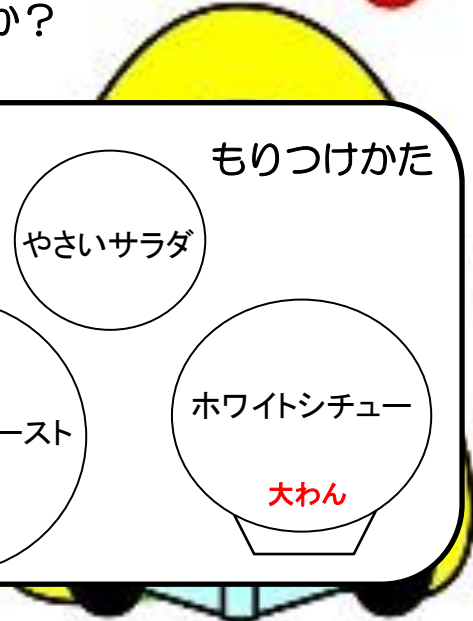 か？
もりつけかた
やさいサラダ
ホワイトシチュー
ースト
大わん